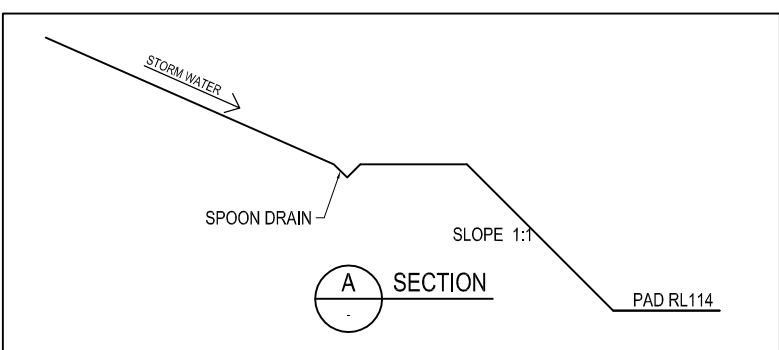 STORM WATER
SPOON DRAIN
SLOPE 1:1
A SECTION
-
PAD RL114